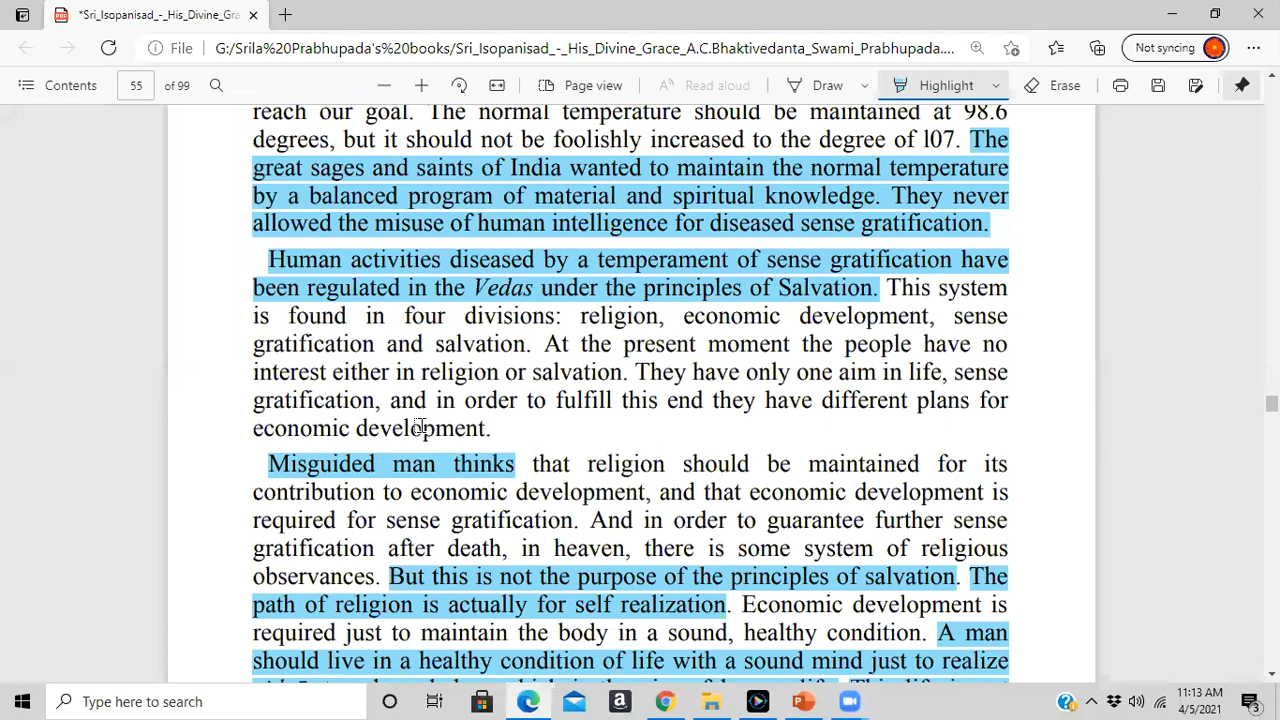 *Sri_Isopanisad_-_His_Divine_Gra
File
G:/Srila%20Prabhupada's%20books/Sri_Isopanisad_-_His_Divine_Grace_A.C.Bhaktivedanta_Swami_Prabhupada....
Not syncing
Contents
55
of 99
Page view
Read aloud
Draw
Highlight
Erase
reach our goal. The normal temperature should be maintained at 98.6
degrees, but it should not be foolishly increased to the degree of l07. The
great sages and saints of India wanted to maintain the normal temperature
by a balanced program of material and spiritual knowledge. They never
allowed the misuse of human intelligence for diseased sense gratification.
Human activities diseased by a temperament of sense gratification have
been regulated in the Vedas under the principles of Salvation. This system
is found in four divisions: religion, economic development, sense
gratification and salvation. At the present moment the people have no
interest either in religion or salvation. They have only one aim in life, sense
gratification, and in order to fulfill this end they have different plans for
economic development.
Misguided man thinks that religion should be maintained for its
contribution to economic development, and that economic development is
required for sense gratification. And in order to guarantee further sense
gratification after death, in heaven, there is some system of religious
observances. But this is not the purpose of the principles of salvation. The
path of religion is actually for self realization. Economic development is
required just to maintain the body in a sound, healthy condition. A man
should live in a healthy condition of life with a sound mind just to realize
Type here to search
11:13 AM
4/5/2021
3